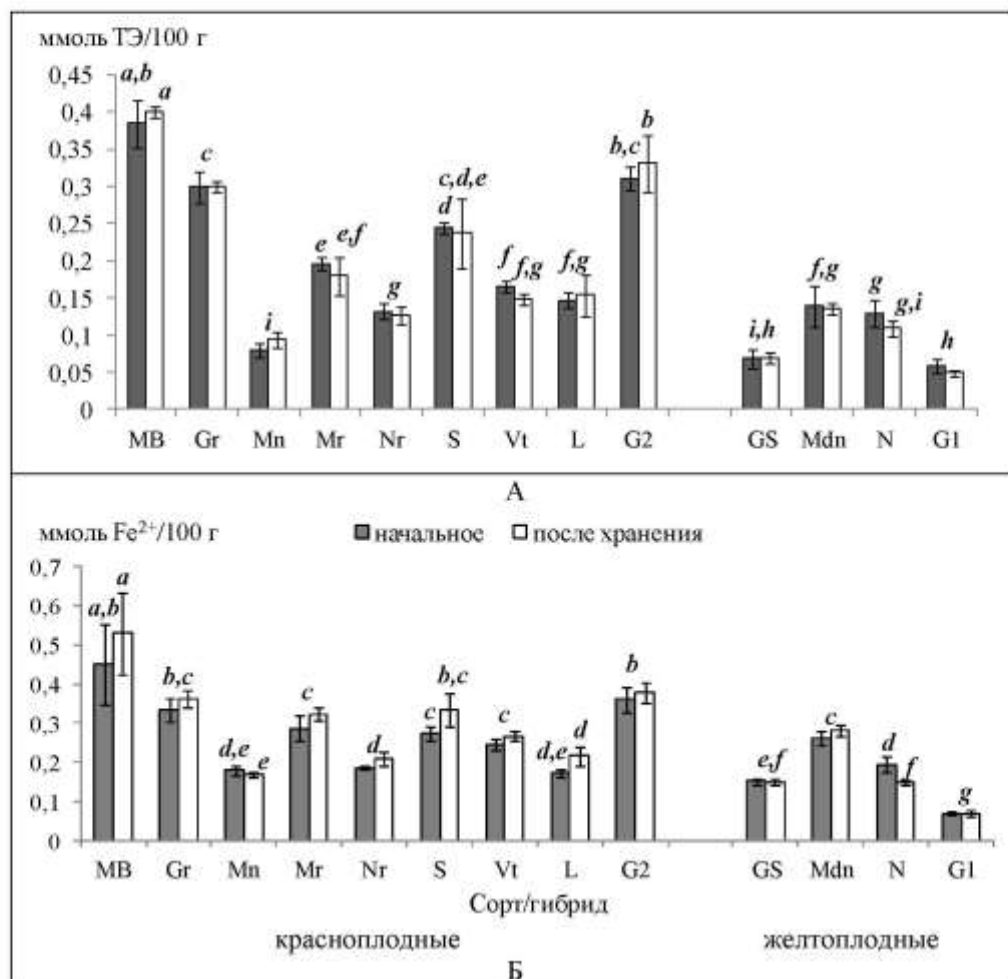 ммоль ТЭ/100 г
0,45
0,4
0,35
0,3
0,25
0,2
0,15
0,1
0,05
0
a,b a
c
i
e e,f
g
c,d,e
d
f f,g
f,g
b
b,c
i,h
f,g
g
g,i
h
MB Gr Mn Mr Nr S Vt L G2 GS Mdn N G1
А
ммоль Fe²⁺/100 г
начальное после хранения
0,7
0,6
0,5
0,4
0,3
0,2
0,1
0
a
a,b
b,c
d,e
e
c
d
b,c
c
c
d
d,e
b
e,f
c
d
f
g
MB Gr Mn Mr Nr S Vt L G2 GS Mdn N G1
Сорт/гибрид
красноплодные желтоплодные
Б